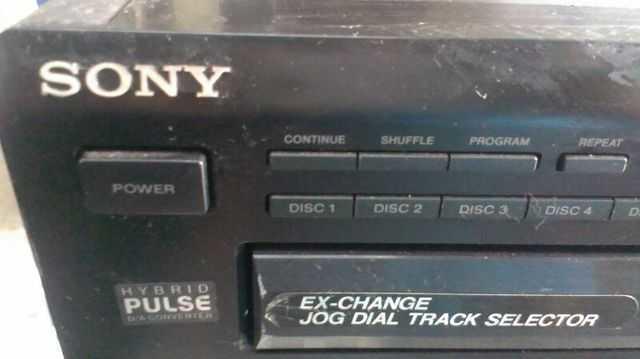 SONY
CONTINUE SHUFFLE PROGRAM REPEAT
POWER
DISC 1 DISC 2 DISC 3 DISC 4 D
HYBRID
PULSE
D/A CONVERTER
EX-CHANGE
JOG DIAL TRACK SELECTOR